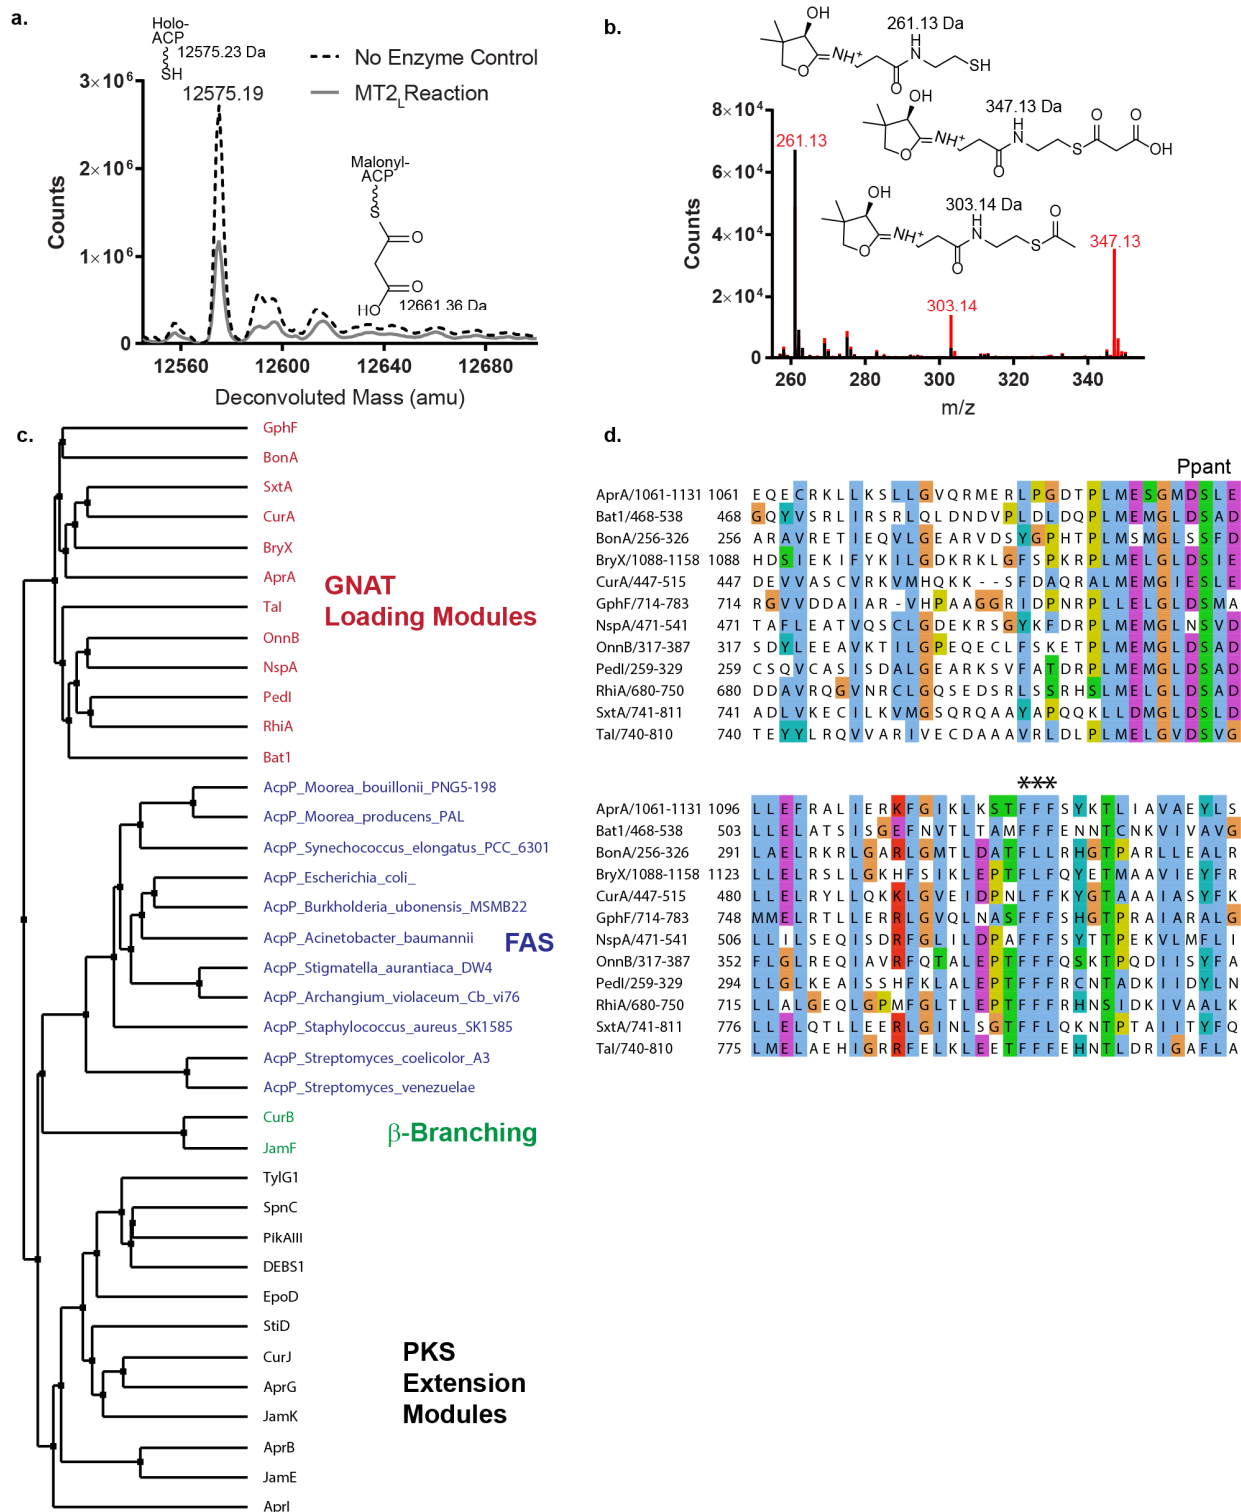 a.
Holo-
ACP
12575.23 Da
SH
3×10⁶
12575.19
No Enzyme Control
MT2L Reaction
2×10⁶
Malonyl-
ACP
S
O
1×10⁶
HO
O
12661.36 Da
0
12560
12600
12640
12680
Counts
Deconvoluted Mass (amu)
b.
OH
261.13 Da
H
N
NH⁺
O
O
SH
8×10⁴
OH
347.13 Da
261.13
H
N
O
O
NH⁺
O
O
S
OH
6×10⁴
OH
303.14 Da
H
N
O
NH⁺
O
O
S
4×10⁴
347.13
303.14
2×10⁴
0
260
280
300
320
340
Counts
m/z
c.
GphF
BonA
SxtA
CurA
BryX
AprA
TaI
OnnB
NspA
PedI
RhiA
Bat1
GNAT
Loading Modules
AcpP_Moorea_bouillonii_PNG5-198
AcpP_Moorea_producens_PAL
AcpP_Synechococcus_elongatus_PCC_6301
AcpP_Escherichia_coli_
AcpP_Burkholderia_ubonensis_MSMB22
AcpP_Acinetobacter_baumannii
AcpP_Stigmatella_aurantiaca_DW4
AcpP_Archangium_violaceum_Cb_vi76
AcpP_Staphylococcus_aureus_SK1585
AcpP_Streptomyces_coelicolor_A3
AcpP_Streptomyces_venezuelae
FAS
CurB
JamF
β-Branching
TylG1
SpnC
PikAIII
DEBS1
EpoD
StiD
CurJ
AprG
JamK
AprB
JamE
AprI
PKS
Extension
Modules
d.
Ppant
AprA/1061-1131 1061 EQECRKLLKSLLGVQRMERLPGDTPLMESGMDSLE
Bat1/468-538 468 GQYVSRLIRSRLQLDNDVPLDLDQPLMEMGLDSAD
BonA/256-326 256 ARAVRETIEQVLGEARVDSYGPHTPLMSMGLSSFD
BryX/1088-1158 1088 HDSIEKIFYKILGDKRKLGFSPKRPLMELGLDSIE
CurA/447-515 447 DEVVASCVRKVMHQKK--SFDAQRALMEMGIESLE
GphF/714-783 714 RGVVDDAIAR-VHPAAGGRIDPNRPLLELGLDSMA
NspA/471-541 471 TAFLEATVQSCLGDEKRSGYKFDRPLMEMGLNSVD
OnnB/317-387 317 SDYLEEAVKTILGPEQECLFSKETPLMEMGLDSAD
PedI/259-329 259 CSQVCASISDALGEARKSVFATDRPLMEMGLDSAD
RhiA/680-750 680 DDAVRQGVNRCLGQSEDSRLSSRHSLMELGLDSAD
SxtA/741-811 741 ADLVKECILKVMGSQRQAAYAPQQKLLDMGLDSLD
TaI/740-810 740 TEYYLRQVVARIVECDAAAVRLDLPLMELGVDSVG
***
AprA/1061-1131 1096 LLEFRALIERKFGIKLKSTFFFSYKTLIAVAEYLS
Bat1/468-538 503 LLELATSISGEFNVTLTAMFFFENNTCNKVIVAVG
BonA/256-326 291 LAELRKRLGARLGMTLDATFLLRHGTPARLLEALR
BryX/1088-1158 1123 LLELRSLLGKHFSIKLEPTFLFQYETMAAVIEYFR
CurA/447-515 480 LLELRYLLQKKLGVEIDPNLFFKYGTAAAIASYFK
GphF/714-783 748 MMELRTLLERRLGVQLNASFFFSHGTPRAIARALG
NspA/471-541 506 LLILSEQISDRFGLILDPAFFFSYTTPEKVLMFLI
OnnB/317-387 352 FLGLREQIAVRFQTALEPTFFFQSKTPQDIISYFA
PedI/259-329 294 LLGLKEAISSHFKLALEPTFFFRCNTADKIIDYLN
RhiA/680-750 715 LLALGEQLGPMFGLTLEPTFFFRHNSIDKIVAALK
SxtA/741-811 776 LLELQTLLEERLGINLSGTFFLQKNTPTAIITYFQ
TaI/740-810 775 LMELAEHIGRRFELKLEETFFFEHNTLDRIGAFLA